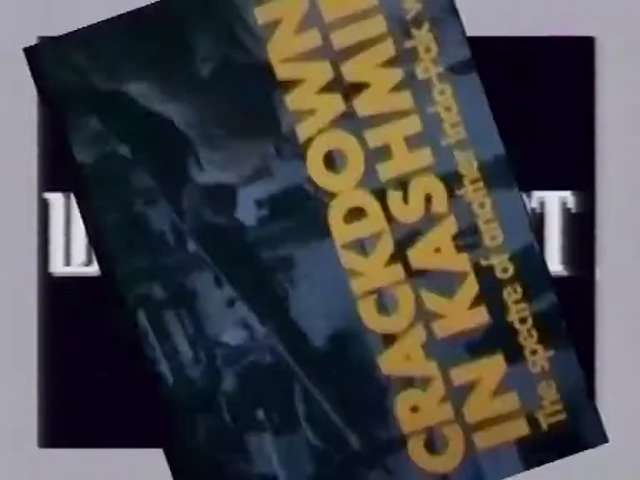 CRACKDOWN
IN KASHMIR
The spectre of another Indo-Pak